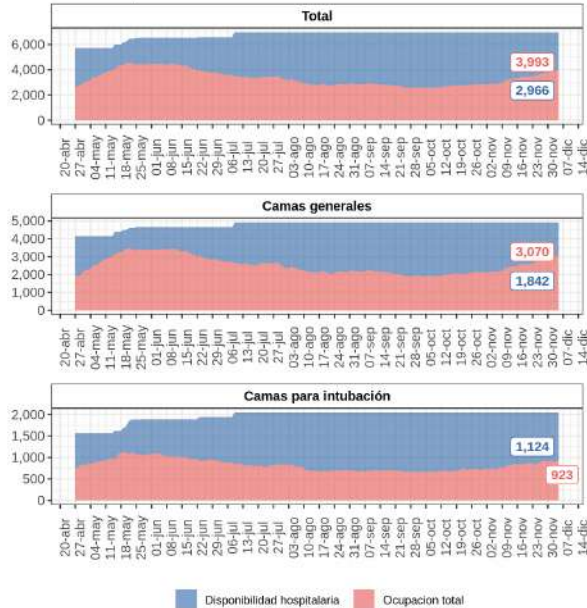 Total
6,000
4,000
2,000
0
3,993
2,966
20-abr
27-abr
04-may
11-may
18-may
25-may
01-jun
08-jun
15-jun
22-jun
29-jun
06-jul
13-jul
20-jul
27-jul
03-ago
10-ago
17-ago
24-ago
31-ago
07-sep
14-sep
21-sep
28-sep
05-oct
12-oct
19-oct
26-oct
02-nov
09-nov
16-nov
23-nov
30-nov
07-dic
14-dic
Camas generales
5,000
4,000
3,000
2,000
1,000
0
3,070
1,842
20-abr
27-abr
04-may
11-may
18-may
25-may
01-jun
08-jun
15-jun
22-jun
29-jun
06-jul
13-jul
20-jul
27-jul
03-ago
10-ago
17-ago
24-ago
31-ago
07-sep
14-sep
21-sep
28-sep
05-oct
12-oct
19-oct
26-oct
02-nov
09-nov
16-nov
23-nov
30-nov
07-dic
14-dic
Camas para intubación
2,000
1,500
1,000
500
0
1,124
923
20-abr
27-abr
04-may
11-may
18-may
25-may
01-jun
08-jun
15-jun
22-jun
29-jun
06-jul
13-jul
20-jul
27-jul
03-ago
10-ago
17-ago
24-ago
31-ago
07-sep
14-sep
21-sep
28-sep
05-oct
12-oct
19-oct
26-oct
02-nov
09-nov
16-nov
23-nov
30-nov
07-dic
14-dic
Disponibilidad hospitalaria
Ocupacion total